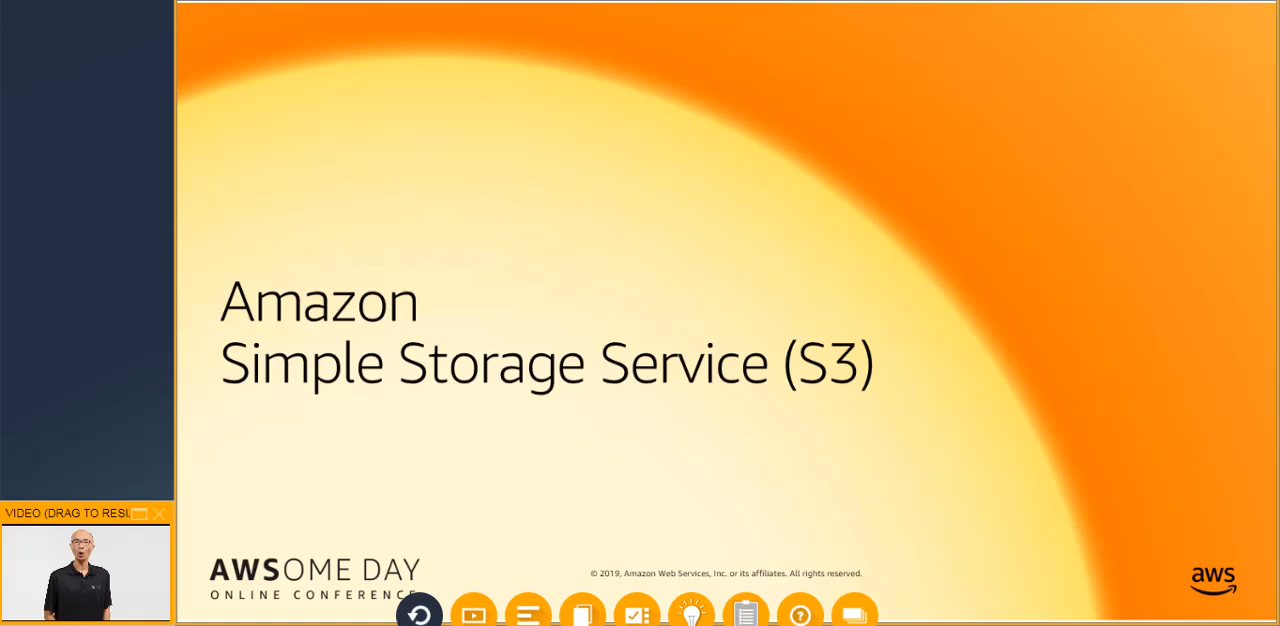 Amazon
Simple Storage Service (S3)
VIDEO (DRAG TO RESI
AWSOME DAY
ONLINE CONFERENCE
© 2019, Amazon Web Services, Inc. or its affiliates. All rights reserved.
aws